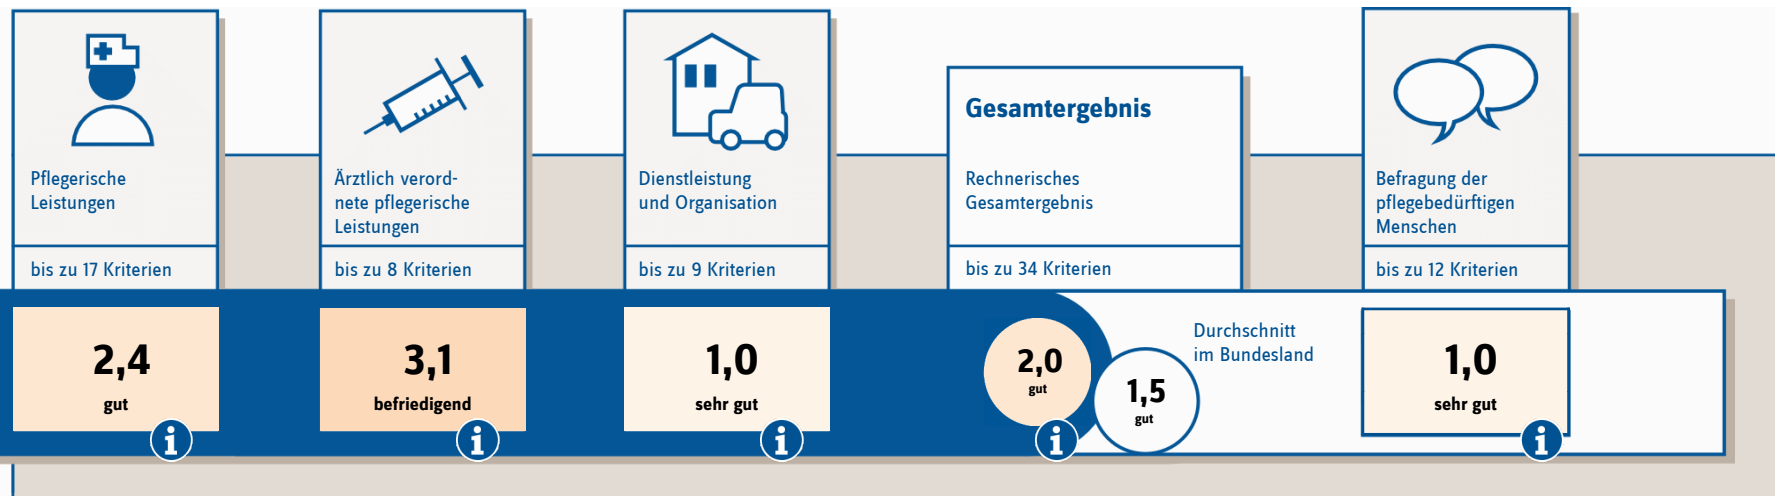 Pflegerische
Leistungen
bis zu 17 Kriterien
2,4
gut
i
Ärztlich verord-
nete pflegerische
Leistungen
bis zu 8 Kriterien
3,1
befriedigend
i
Dienstleistung
und Organisation
bis zu 9 Kriterien
1,0
sehr gut
i
Gesamtergebnis
Rechnerisches
Gesamtergebnis
bis zu 34 Kriterien
2,0
gut
i
Durchschnitt
im Bundesland
1,5
gut
Befragung der
pflegebedürftigen
Menschen
bis zu 12 Kriterien
1,0
sehr gut
i